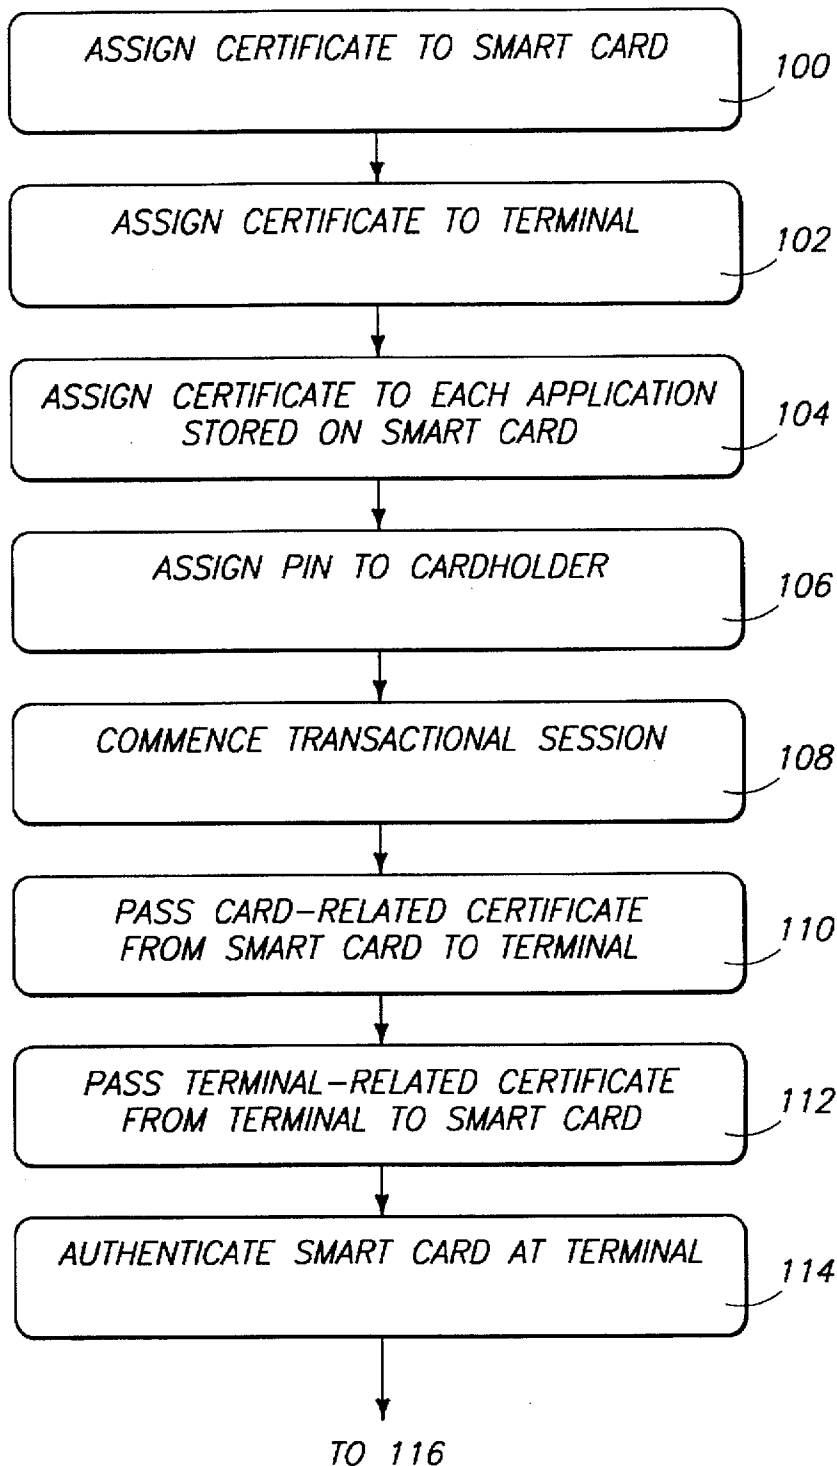 ASSIGN CERTIFICATE TO SMART CARD
100
ASSIGN CERTIFICATE TO TERMINAL
102
ASSIGN CERTIFICATE TO EACH APPLICATION
STORED ON SMART CARD
104
ASSIGN PIN TO CARDHOLDER
106
COMMENCE TRANSACTIONAL SESSION
108
PASS CARD-RELATED CERTIFICATE
FROM SMART CARD TO TERMINAL
110
PASS TERMINAL-RELATED CERTIFICATE
FROM TERMINAL TO SMART CARD
112
AUTHENTICATE SMART CARD AT TERMINAL
114
TO 116